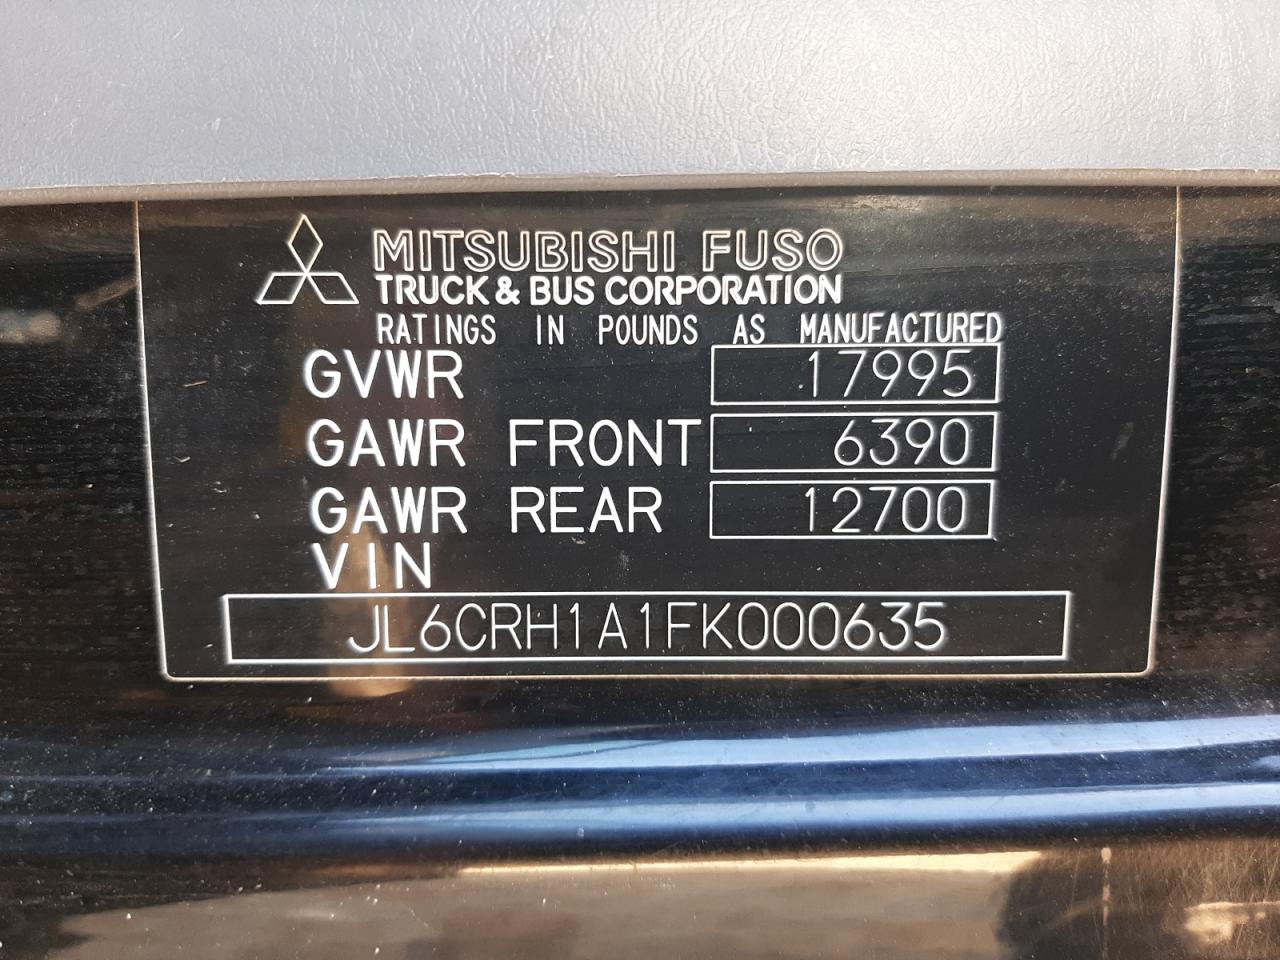 MITSUBISHI FUSO
TRUCK & BUS CORPORATION
RATINGS IN POUNDS AS MANUFACTURED
GVWR 17995
GAWR FRONT 6390
GAWR REAR 12700
VIN
JL6CRH1A1FK000635